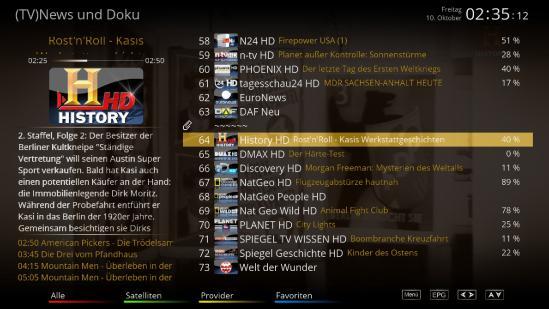 (TV)News und Doku
Freitag
10. Oktober
02:35:12
Rost'n'Roll - Kasis
02:25
02:50
H
HD
HISTORY
2. Staffel, Folge 2: Der Besitzer der
Berliner Kultkneipe "Ständige
Vertretung" will seinen Austin Super
Sport verkaufen. Bald hat Kasi auch
einen potentiellen Käufer an der Hand:
die Immobilienlegende Dirk Moritz.
Während der Probefahrt entführt er
Kasi in das Berlin der 1920er Jahre.
Gemeinsam besichtigen sie Dirks
02:50 American Pickers - Die Trödelsam
03:45 Die Drei vom Pfandhaus
04:15 Mountain Men - Überleben in der
05:05 Mountain Men - Überleben in der
58 N24 HD Firepower USA (1) 51 %
59 n-tv HD Planet außer Kontrolle: Sonnenstürme 28 %
60 PHOENIX HD Der letzte Tag des Ersten Weltkriegs 40 %
61 tagesschau24 HD MDR SACHSEN-ANHALT HEUTE 17 %
62 EuroNews
63 DAF Neu
~~~~~~
64 History HD Rost'n'Roll - Kasis Werkstattgeschichten 40 %
65 DMAX HD Der Härte-Test 0 %
66 Discovery HD Morgan Freeman: Mysterien des Weltalls 11 %
67 NatGeo HD Flugzeugabstürze hautnah 89 %
68 NatGeo People HD
69 Nat Geo Wild HD Animal Fight Club 78 %
70 PLANET HD City Lights 25 %
71 SPIEGEL TV WISSEN HD Boombranche Kreuzfahrt 11 %
72 Spiegel Geschichte HD Kinder des Ostens 22 %
73 Welt der Wunder
Alle
Satelliten
Provider
Favoriten
Menü
EPG